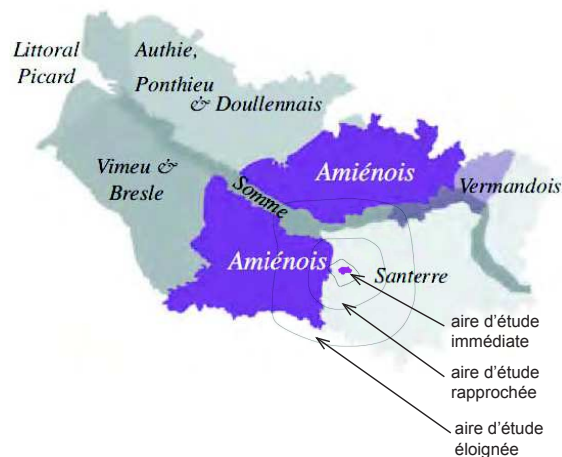 Littoral
Picard
Authie,
Ponthieu
& Doullennais
Vimeu &
Bresle
Somme
Amiénois
Vermandois
Amiénois
Santerre
aire d'étude
immédiate
aire d'étude
rapprochée
aire d'étude
éloignée